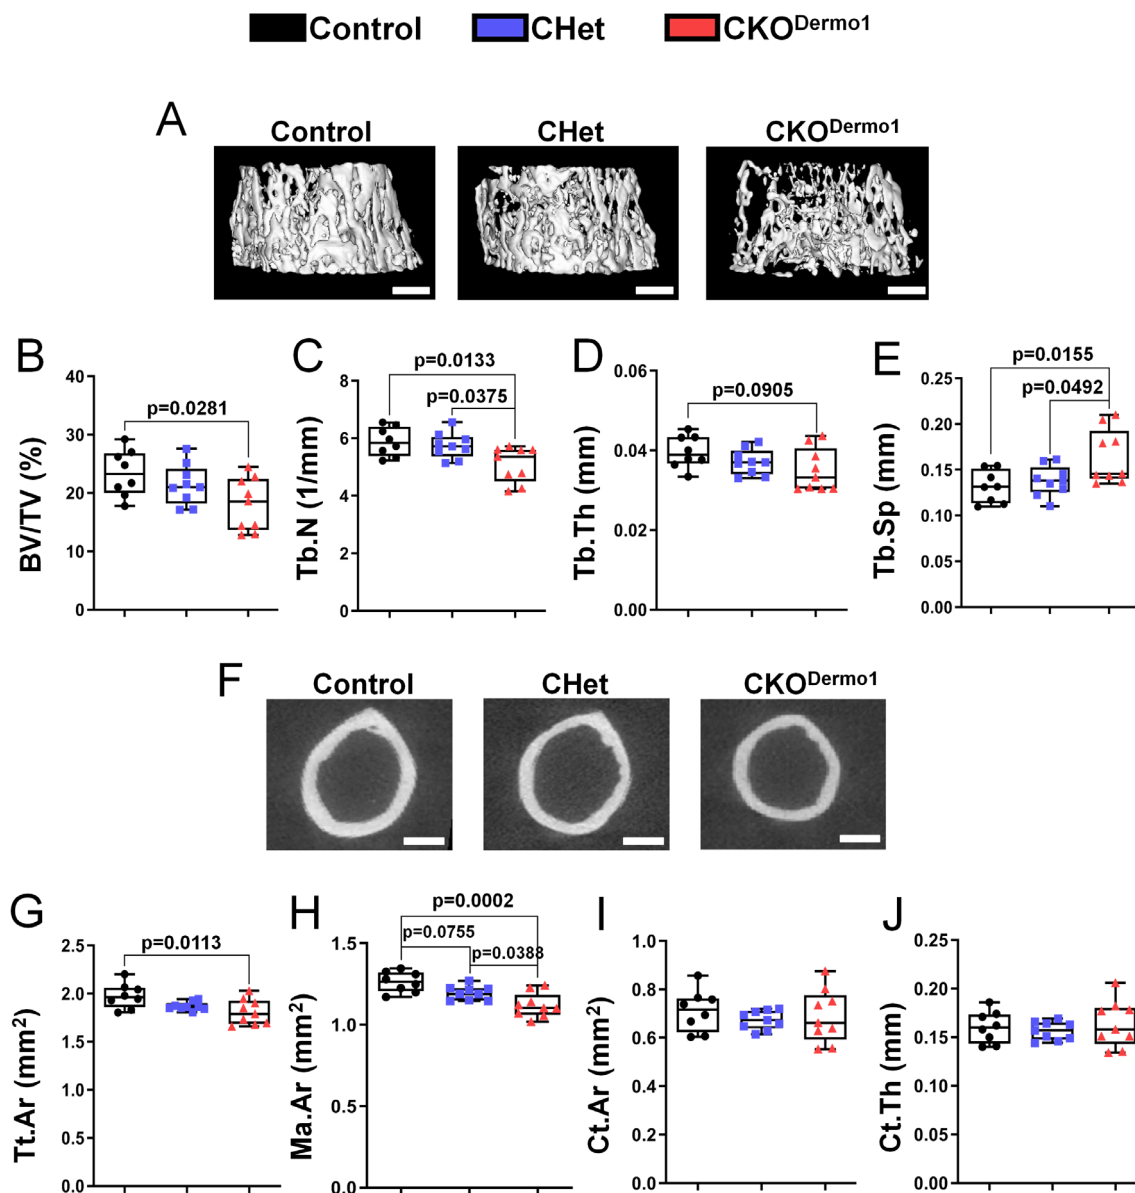 Control CHet CKODermo1
A
Control CHet CKODermo1
B
BV/TV (%)
40
30
20
10
0
p=0.0281
C
Tb.N (1/mm)
8
6
4
2
0
p=0.0133
p=0.0375
D
Tb.Th (mm)
0.06
0.04
0.02
0.00
p=0.0905
E
Tb.Sp (mm)
0.25
0.20
0.15
0.10
0.05
0.00
p=0.0155
p=0.0492
F
Control CHet CKODermo1
G
Tt.Ar (mm2)
2.5
2.0
1.5
1.0
0.5
0.0
p=0.0113
H
Ma.Ar (mm2)
1.5
1.0
0.5
0.0
p=0.0002
p=0.0755
p=0.0388
I
Ct.Ar (mm2)
1.0
0.8
0.6
0.4
0.2
0.0
J
Ct.Th (mm)
0.25
0.20
0.15
0.10
0.05
0.00